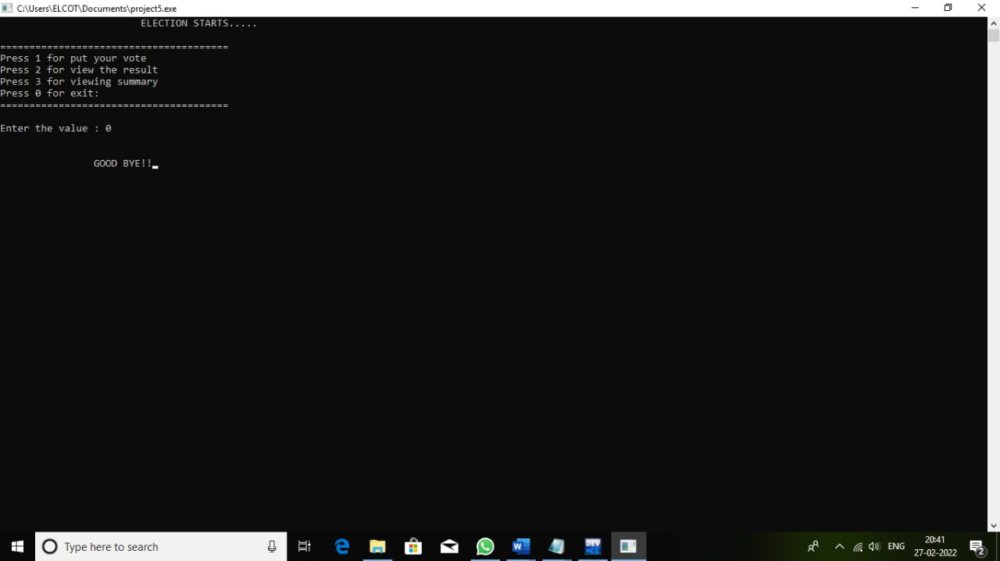 C:\Users\ELCOT\Documents\project5.exe
ELECTION STARTS.....
=======================================
Press 1 for put your vote
Press 2 for view the result
Press 3 for viewing summary
Press 0 for exit:
=======================================
Enter the value : 0
GOOD BYE!!
Type here to search
W
DEV
ENG
20:41
27-02-2022
2